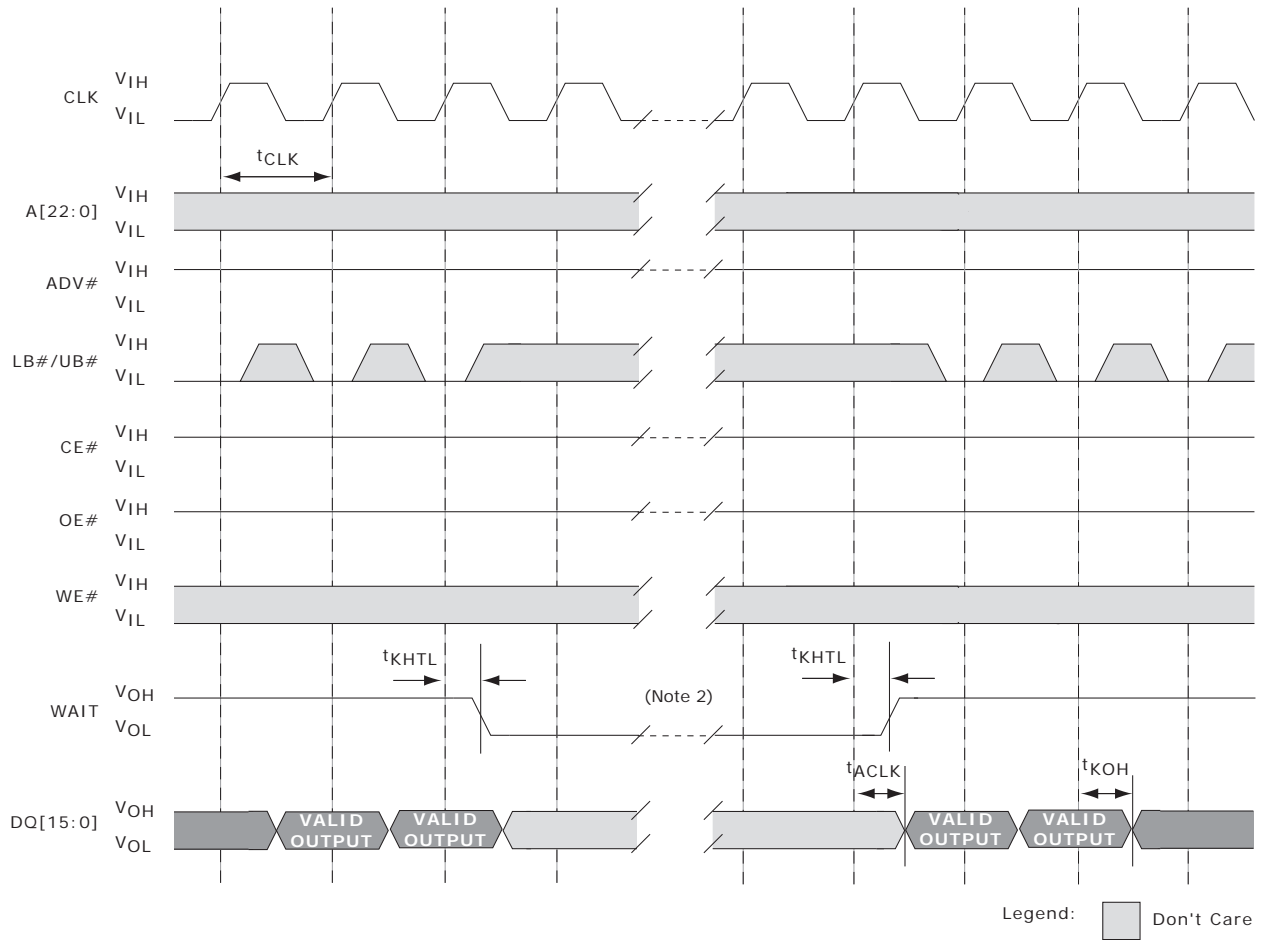 CLK VIH
VIL
tCLK
A[22:0] VIH
VIL
ADV# VIH
VIL
LB#/UB# VIH
VIL
CE# VIH
VIL
OE# VIH
VIL
WE# VIH
VIL
tKHTL tKHTL
WAIT VOH (Note 2)
VOL
tACLK tKOH
DQ[15:0] VOH VALID OUTPUT VALID OUTPUT VALID OUTPUT VALID OUTPUT
VOL
Legend: Don't Care